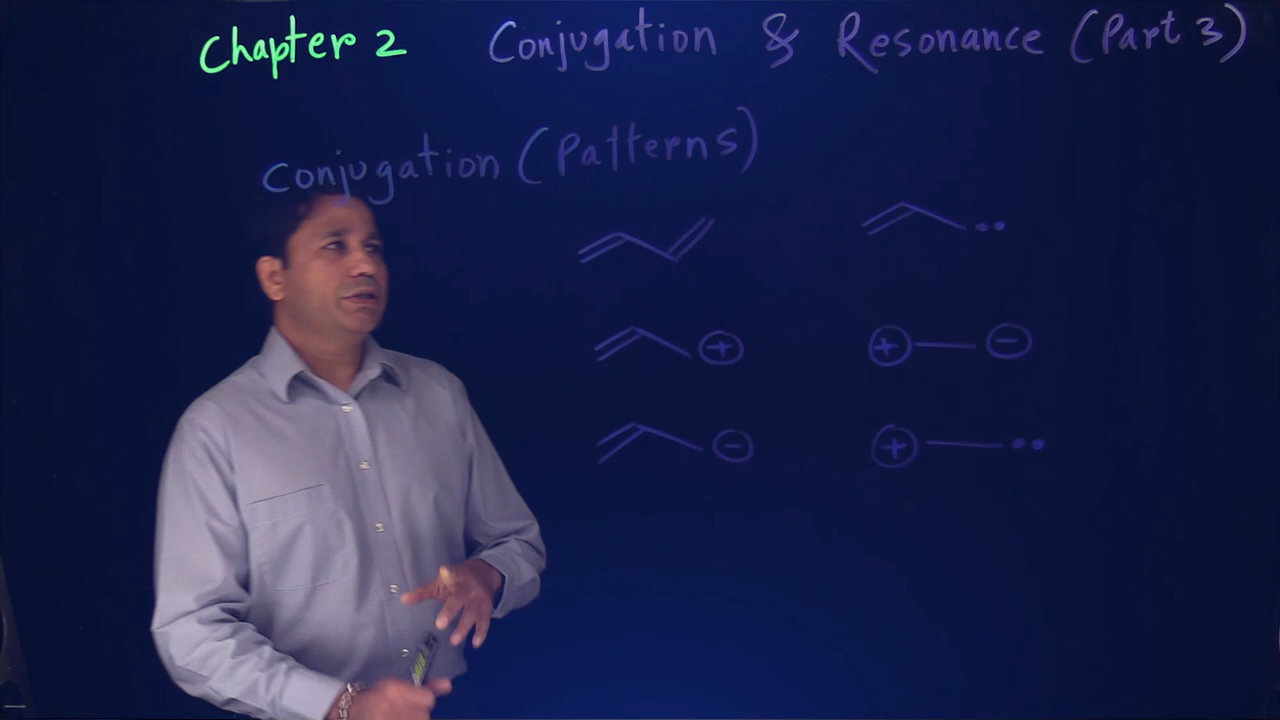 Chapter 2 Conjugation & Resonance (Part 3)
Conjugation (Patterns)
+
+ −
−
+